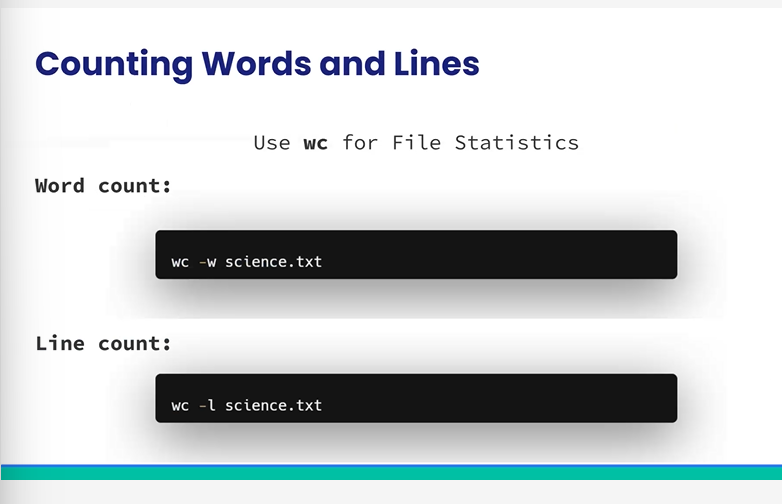 Counting Words and Lines
Use wc for File Statistics
Word count:
wc -w science.txt
Line count:
wc -l science.txt